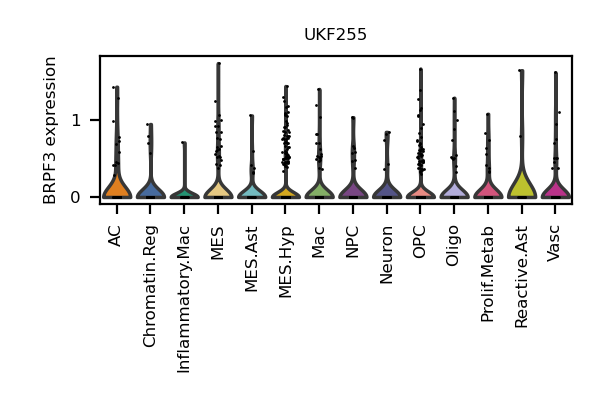 UKF255
BRPF3 expression
1
0
AC
Chromatin.Reg
Inflammatory.Mac
MES
MES.Ast
MES.Hyp
Mac
NPC
Neuron
OPC
Oligo
Prolif.Metab
Reactive.Ast
Vasc